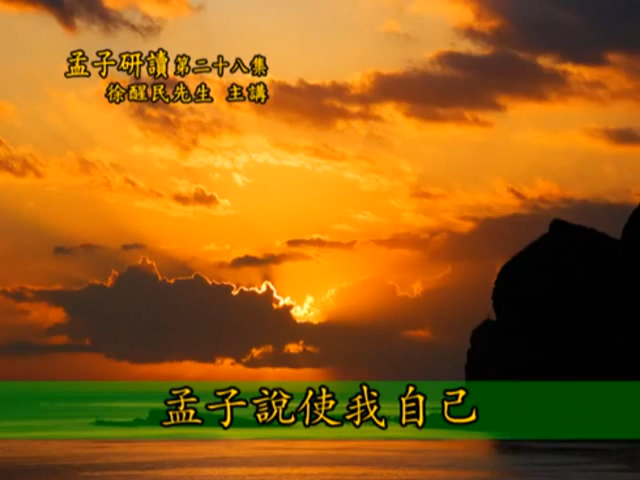 孟子研讀 第二十八集
徐醒民先生 主講
孟子說使我自己